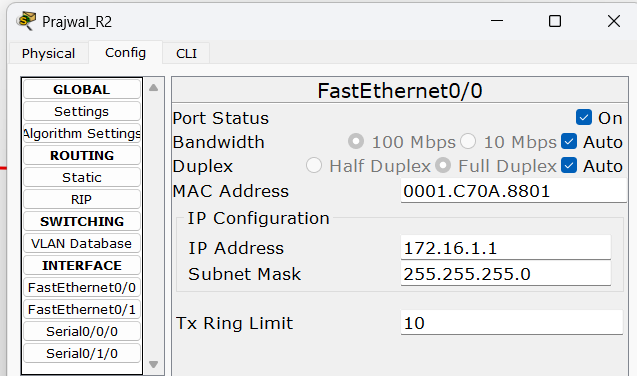 Prajwal_R2
Physical Config CLI
GLOBAL
Settings
Algorithm Settings
ROUTING
Static
RIP
SWITCHING
VLAN Database
INTERFACE
FastEthernet0/0
FastEthernet0/1
Serial0/0/0
Serial0/1/0
FastEthernet0/0
Port Status On
Bandwidth 100 Mbps 10 Mbps Auto
Duplex Half Duplex Full Duplex Auto
MAC Address 0001.C70A.8801
IP Configuration
IP Address 172.16.1.1
Subnet Mask 255.255.255.0
Tx Ring Limit 10